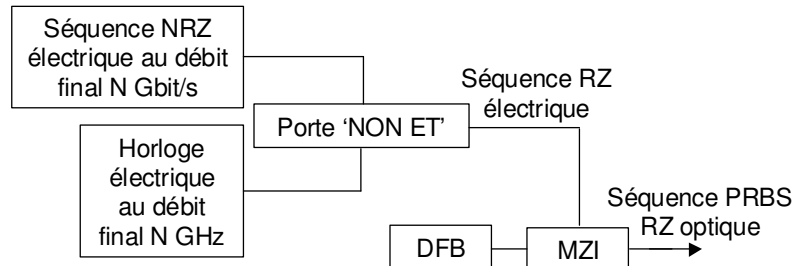 Séquence NRZ
électrique au débit
final N Gbit/s
Séquence RZ
électrique
Porte ‘NON ET’
Horloge
électrique
au débit
final N GHz
Séquence PRBS
RZ optique
DFB
MZI